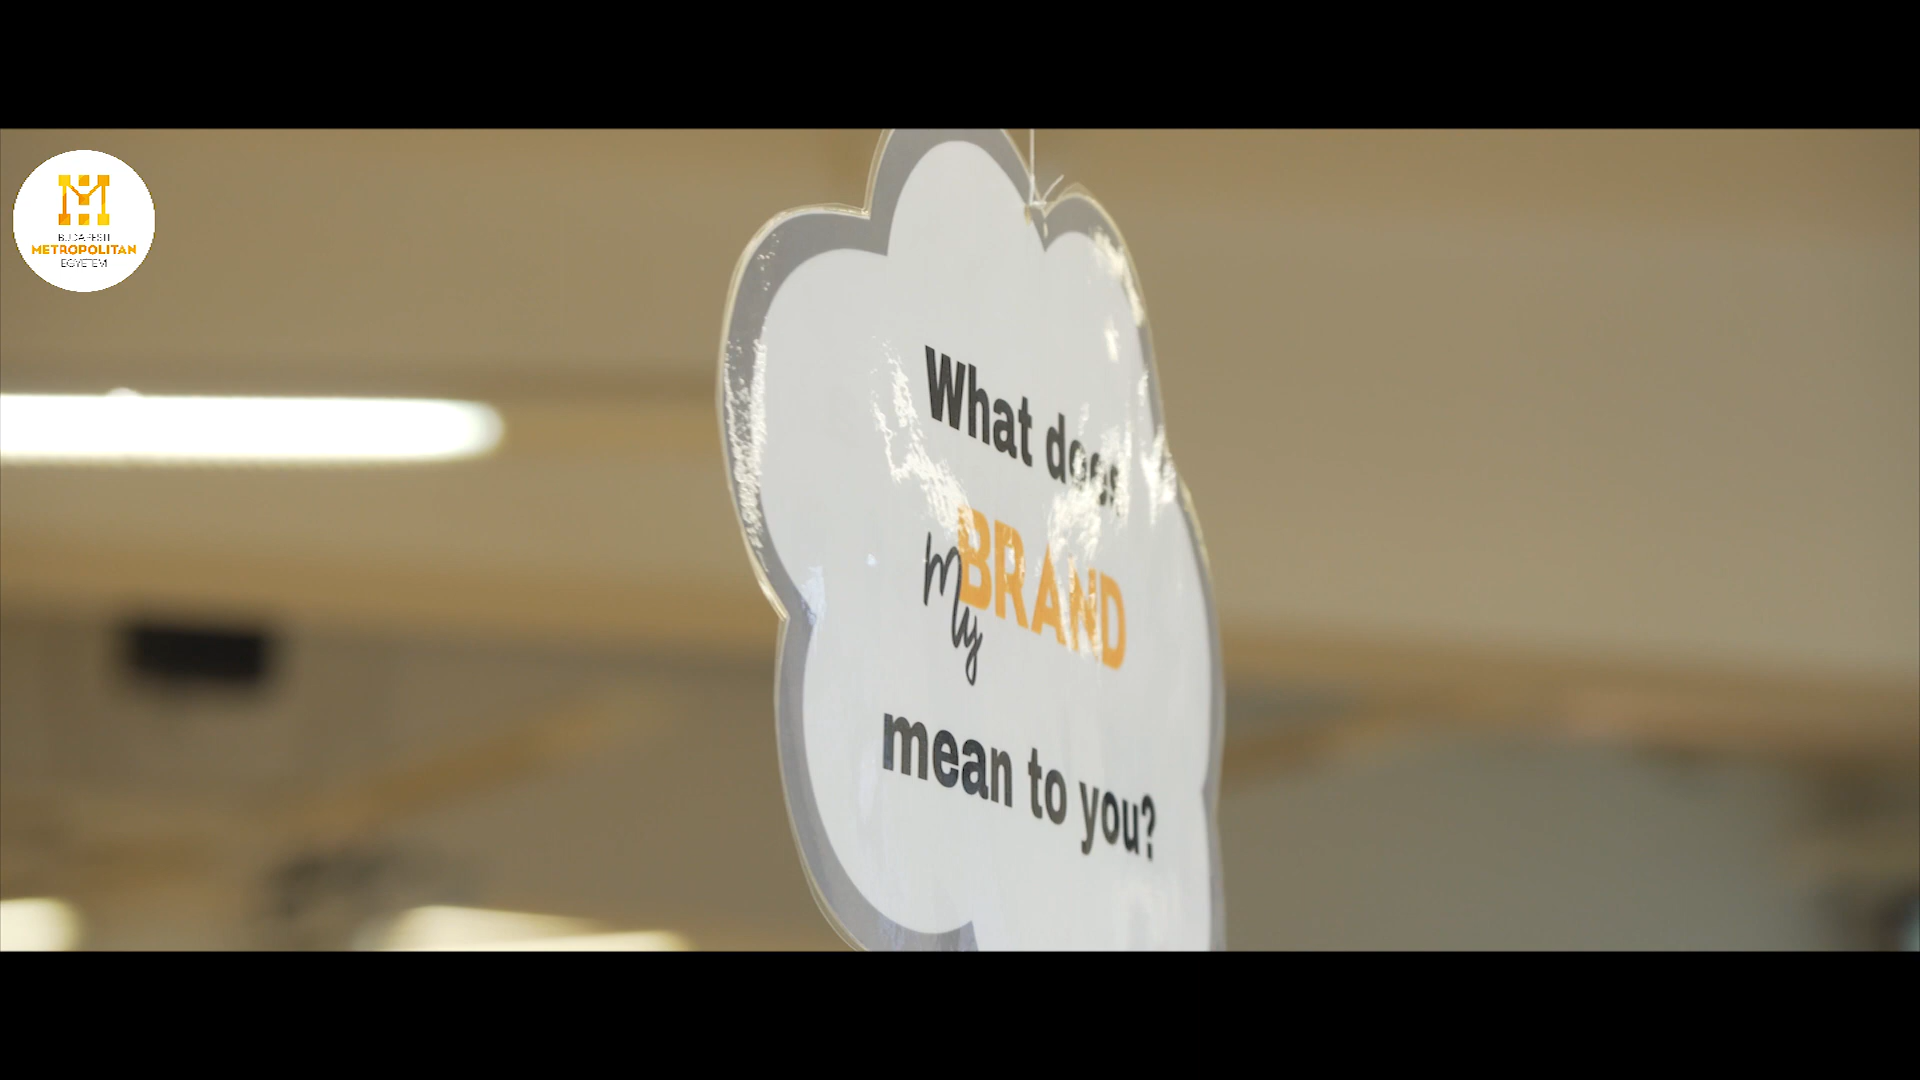 BUDAPESTI
METROPOLITAN
EGYETEM
What does
my BRAND
mean to you?